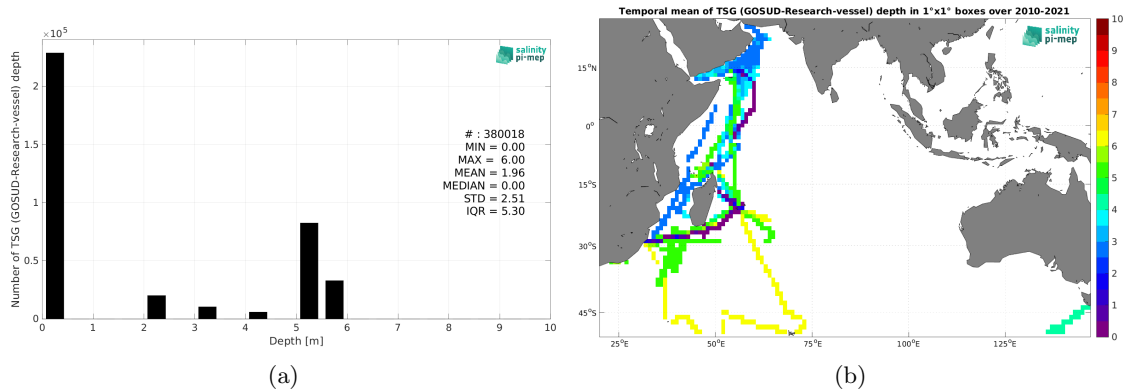 ×10⁵
salinity
pi-mep
Number of TSG (GOSUD-Research-vessel) depth
2
1.5
1
0.5
0
# : 380018
MIN = 0.00
MAX = 6.00
MEAN = 1.96
MEDIAN = 0.00
STD = 2.51
IQR = 5.30
0 1 2 3 4 5 6 7 8 9 10
Depth [m]
(a)
Temporal mean of TSG (GOSUD-Research-vessel) depth in 1°x1° boxes over 2010-2021
salinity
pi-mep
15°N
0°
15°S
30°S
45°S
25°E 50°E 75°E 100°E 125°E
10
9
8
7
6
5
4
3
2
1
0
(b)